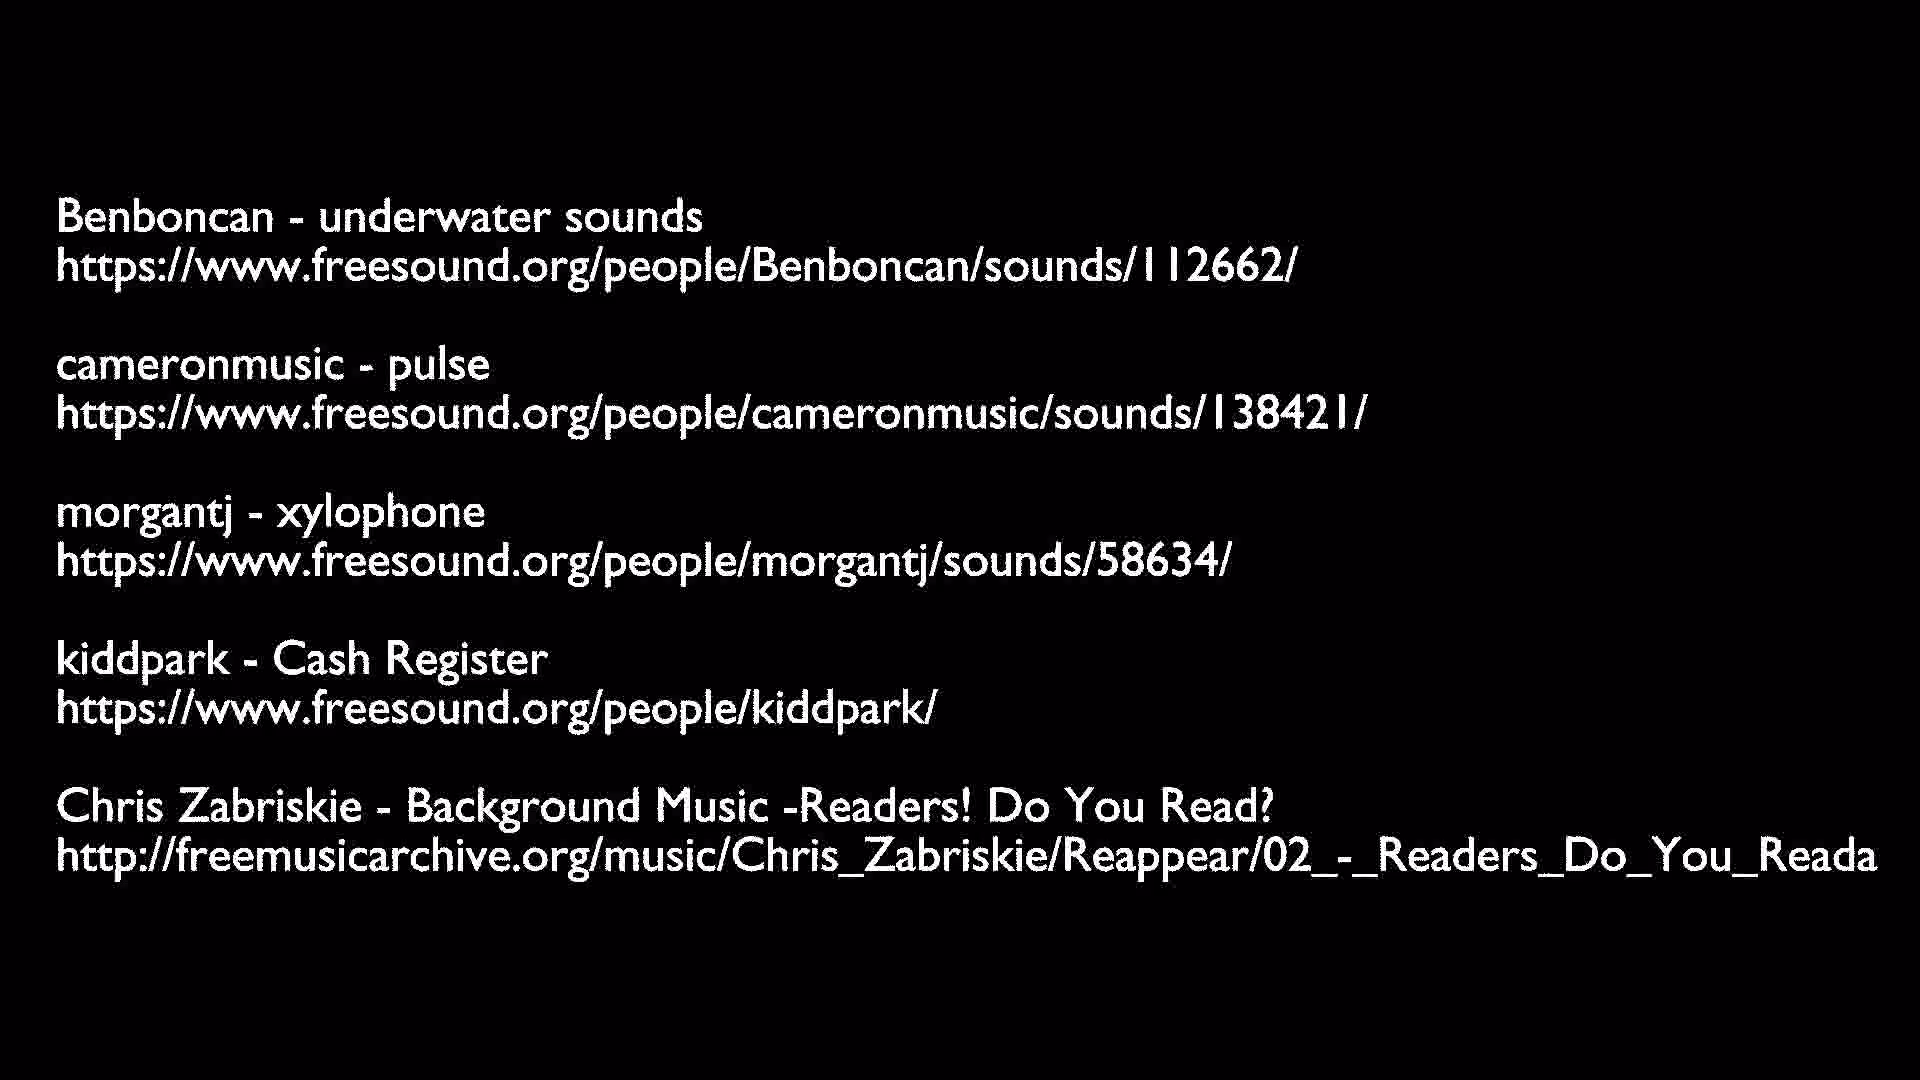 Benboncan - underwater sounds
https://www.freesound.org/people/Benboncan/sounds/112662/
cameronmusic - pulse
https://www.freesound.org/people/cameronmusic/sounds/138421/
morgantj - xylophone
https://www.freesound.org/people/morgantj/sounds/58634/
kiddpark - Cash Register
https://www.freesound.org/people/kiddpark/
Chris Zabriskie - Background Music -Readers! Do You Read?
http://freemusicarchive.org/music/Chris_Zabriskie/Reappear/02_-_Readers_Do_You_Reada